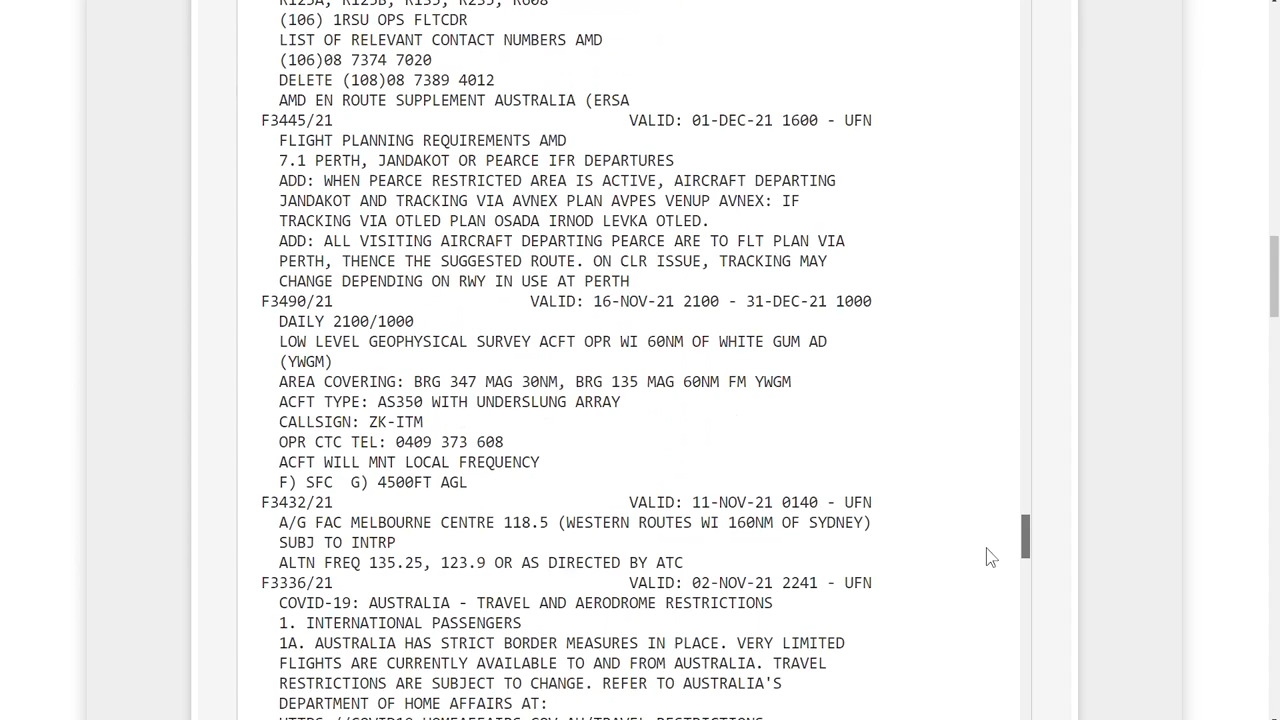 R125A, R125B, R155, R235, R608
(106) 1RSU OPS FLTCDR
LIST OF RELEVANT CONTACT NUMBERS AMD
(106)08 7374 7020
DELETE (108)08 7389 4012
AMD EN ROUTE SUPPLEMENT AUSTRALIA (ERSA
F3445/21 VALID: 01-DEC-21 1600 - UFN
FLIGHT PLANNING REQUIREMENTS AMD
7.1 PERTH, JANDAKOT OR PEARCE IFR DEPARTURES
ADD: WHEN PEARCE RESTRICTED AREA IS ACTIVE, AIRCRAFT DEPARTING
JANDAKOT AND TRACKING VIA AVNEX PLAN AVPES VENUP AVNEX: IF
TRACKING VIA OTLED PLAN OSADA IRNOD LEVKA OTLED.
ADD: ALL VISITING AIRCRAFT DEPARTING PEARCE ARE TO FLT PLAN VIA
PERTH, THENCE THE SUGGESTED ROUTE. ON CLR ISSUE, TRACKING MAY
CHANGE DEPENDING ON RWY IN USE AT PERTH
F3490/21 VALID: 16-NOV-21 2100 - 31-DEC-21 1000
DAILY 2100/1000
LOW LEVEL GEOPHYSICAL SURVEY ACFT OPR WI 60NM OF WHITE GUM AD
(YWGM)
AREA COVERING: BRG 347 MAG 30NM, BRG 135 MAG 60NM FM YWGM
ACFT TYPE: AS350 WITH UNDERSLUNG ARRAY
CALLSIGN: ZK-ITM
OPR CTC TEL: 0409 373 608
ACFT WILL MNT LOCAL FREQUENCY
F) SFC  G) 4500FT AGL
F3432/21 VALID: 11-NOV-21 0140 - UFN
A/G FAC MELBOURNE CENTRE 118.5 (WESTERN ROUTES WI 160NM OF SYDNEY)
SUBJ TO INTRP
ALTN FREQ 135.25, 123.9 OR AS DIRECTED BY ATC
F3336/21 VALID: 02-NOV-21 2241 - UFN
COVID-19: AUSTRALIA - TRAVEL AND AERODROME RESTRICTIONS
1. INTERNATIONAL PASSENGERS
1A. AUSTRALIA HAS STRICT BORDER MEASURES IN PLACE. VERY LIMITED
FLIGHTS ARE CURRENTLY AVAILABLE TO AND FROM AUSTRALIA. TRAVEL
RESTRICTIONS ARE SUBJECT TO CHANGE. REFER TO AUSTRALIA'S
DEPARTMENT OF HOME AFFAIRS AT:
HTTPS://COVID19.HOMEAFFAIRS.GOV.AU/TRAVEL-RESTRICTIONS